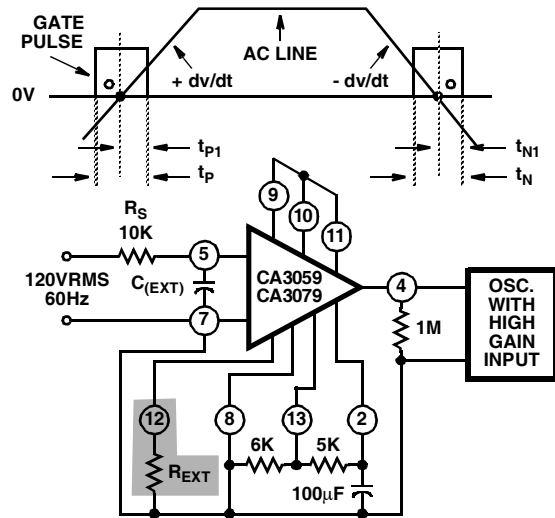 GATE
PULSE
AC LINE
+ dv/dt
- dv/dt
0V
tP1
tN1
tP
tN
9
10
11
RS
10K
5
CA3059
CA3079
4
OSC.
WITH
HIGH
GAIN
INPUT
120VRMS
60Hz
C(EXT)
7
1M
12
8
13
2
6K
5K
REXT
100μF